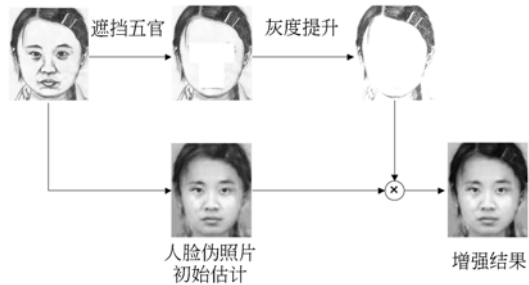 遮挡五官
灰度提升
人脸伪照片
初始估计
增强结果